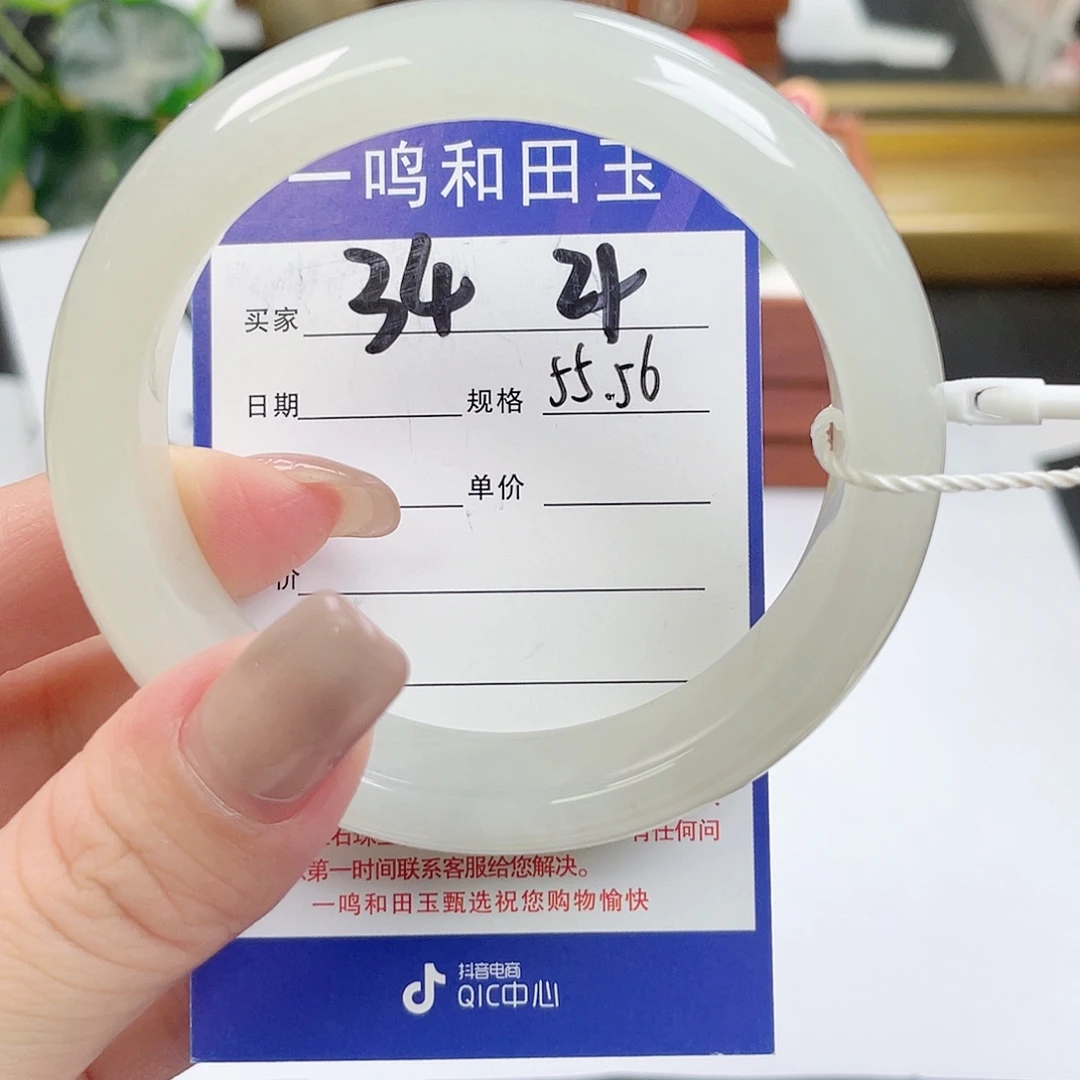 一鸣和田玉
买家 34 21
日期 规格 55.56
单价
价
有任何问
第一时间联系客服给您解决。
一鸣和田玉甄选祝您购物愉快
抖音电商
QIC中心